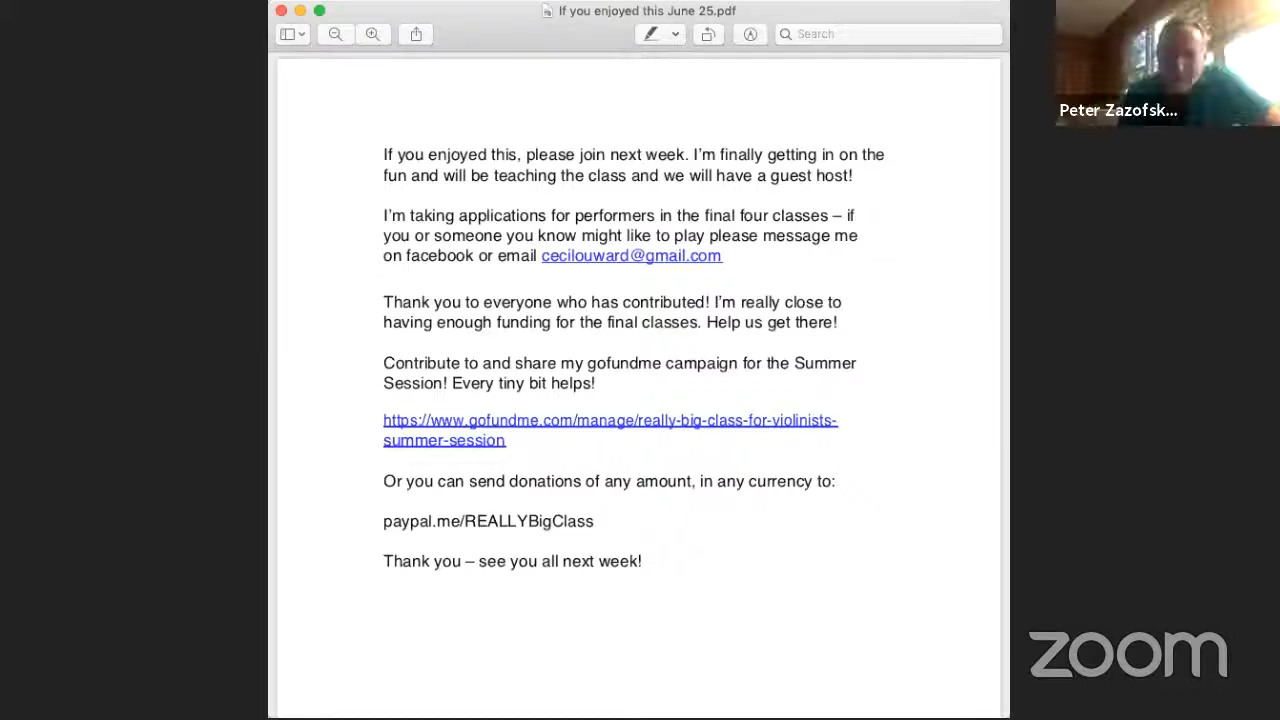 If you enjoyed this June 25.pdf
Search
Peter Zazofsk...
If you enjoyed this, please join next week. I'm finally getting in on the
fun and will be teaching the class and we will have a guest host!
I'm taking applications for performers in the final four classes – if
you or someone you know might like to play please message me
on facebook or email cecilouward@gmail.com
Thank you to everyone who has contributed! I'm really close to
having enough funding for the final classes. Help us get there!
Contribute to and share my gofundme campaign for the Summer
Session! Every tiny bit helps!
https://www.gofundme.com/manage/really-big-class-for-violinists-
summer-session
Or you can send donations of any amount, in any currency to:
paypal.me/REALLYBigClass
Thank you – see you all next week!
zoom